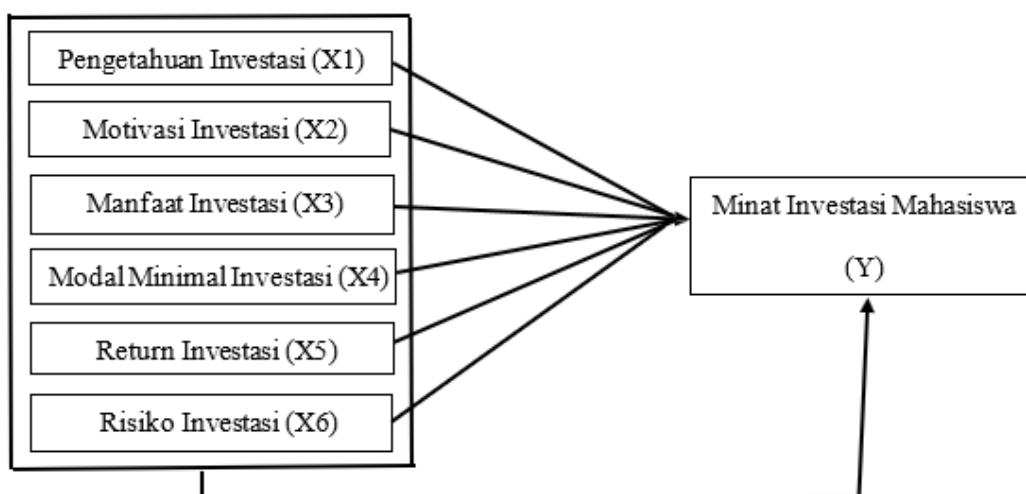 Pengetahuan Investasi (X1)
Motivasi Investasi (X2)
Manfaat Investasi (X3)
Modal Minimal Investasi (X4)
Return Investasi (X5)
Risiko Investasi (X6)
Minat Investasi Mahasiswa
(Y)